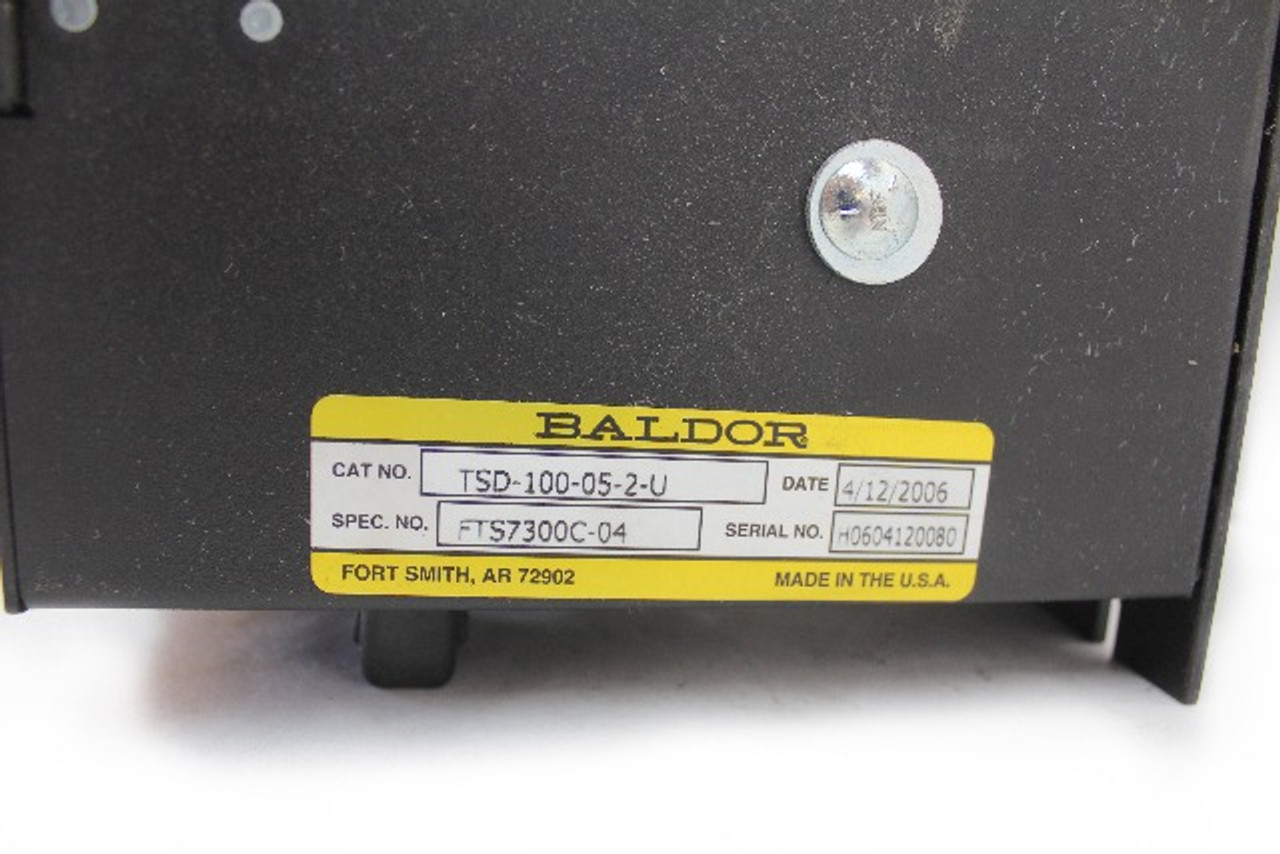 BALDOR
CAT NO. TSD-100-05-2-U DATE 4/12/2006
SPEC. NO. FTS7300C-04 SERIAL NO. H0604120080
FORT SMITH, AR 72902 MADE IN THE U.S.A.